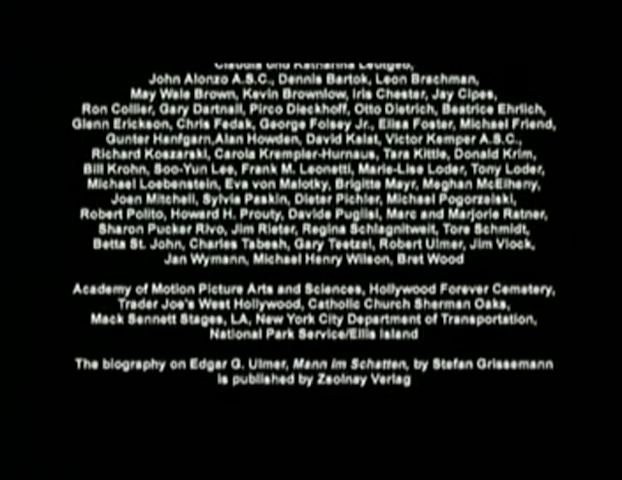 Claudia und Katharina Leutgeb,
John Alonzo A.S.C., Dennis Bartok, Leon Brachman,
May Wale Brown, Kevin Brownlow, Iris Chester, Jay Cipes,
Ron Collier, Gary Dartnall, Pirco Dieckhoff, Otto Dietrich, Beatrice Ehrlich,
Glenn Erickson, Chris Fedak, George Folsey Jr., Elisa Foster, Michael Friend,
Gunter Hanfgarn,Alan Howden, David Kalat, Victor Kemper A.S.C.,
Richard Koszarski, Carola Krempler-Hurnaus, Tara Kittle, Donald Krim,
Bill Krohn, Soo-Yun Lee, Frank M. Leonetti, Marie-Lise Loder, Tony Loder,
Michael Loebenstein, Eva von Malotky, Brigitte Mayr, Meghan McElheny,
Joen Mitchell, Sylvia Paskin, Dieter Pichler, Michael Pogorzelski,
Robert Polito, Howard H. Prouty, Davide Pugliai, Marc and Marjorie Ratner,
Sharon Pucker Rivo, Jim Rieter, Regina Schlagnitweit, Tore Schmidt,
Betta St. John, Charles Tabesh, Gary Teetzel, Robert Ulmer, Jim Vlock,
Jan Wymann, Michael Henry Wilson, Bret Wood
Academy of Motion Picture Arts and Sciences, Hollywood Forever Cemetery,
Trader Joe's West Hollywood, Catholic Church Sherman Oaks,
Mack Sennett Stages, LA, New York City Department of Transportation,
National Park Service/Ellis Island
The biography on Edgar G. Ulmer, Mann im Schatten, by Stefan Grissemann
is published by Zsolnay Verlag